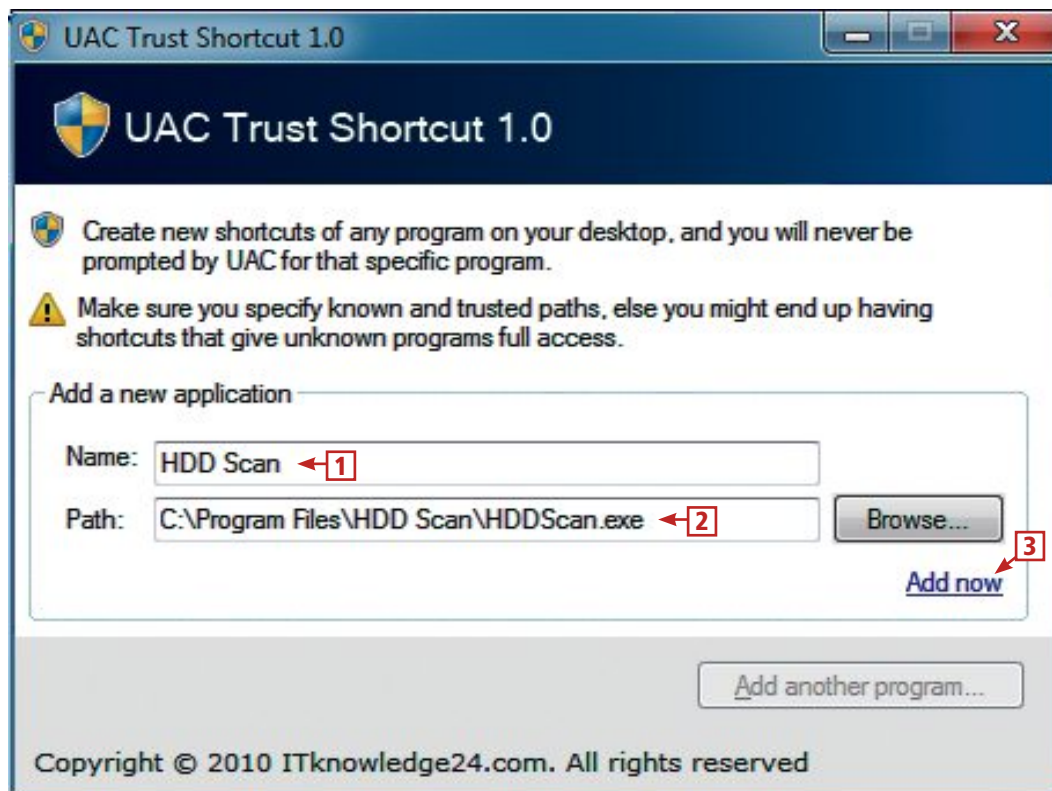 UAC Trust Shortcut 1.0
UAC Trust Shortcut 1.0
Create new shortcuts of any program on your desktop, and you will never be
prompted by UAC for that specific program.
Make sure you specify known and trusted paths, else you might end up having
shortcuts that give unknown programs full access.
Add a new application
Name: HDD Scan 1
Path: C:\Program Files\HDD Scan\HDDScan.exe 2 Browse...
3
Add now
Add another program...
Copyright © 2010 ITknowledge24.com. All rights reserved